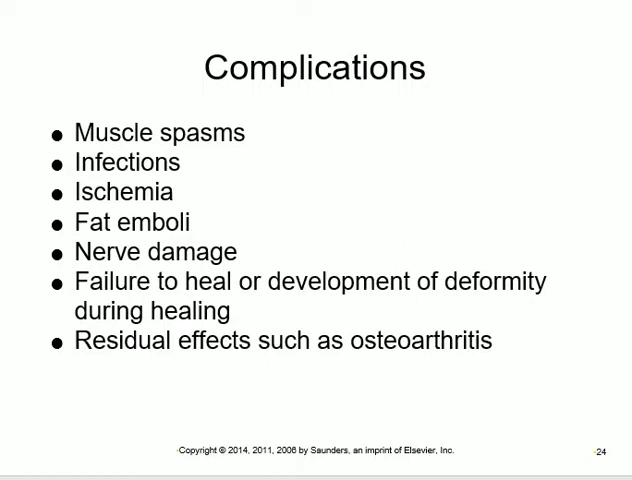 Complications
● Muscle spasms
● Infections
● Ischemia
● Fat emboli
● Nerve damage
● Failure to heal or development of deformity
during healing
● Residual effects such as osteoarthritis
Copyright © 2014, 2011, 2006 by Saunders, an imprint of Elsevier, Inc.
24